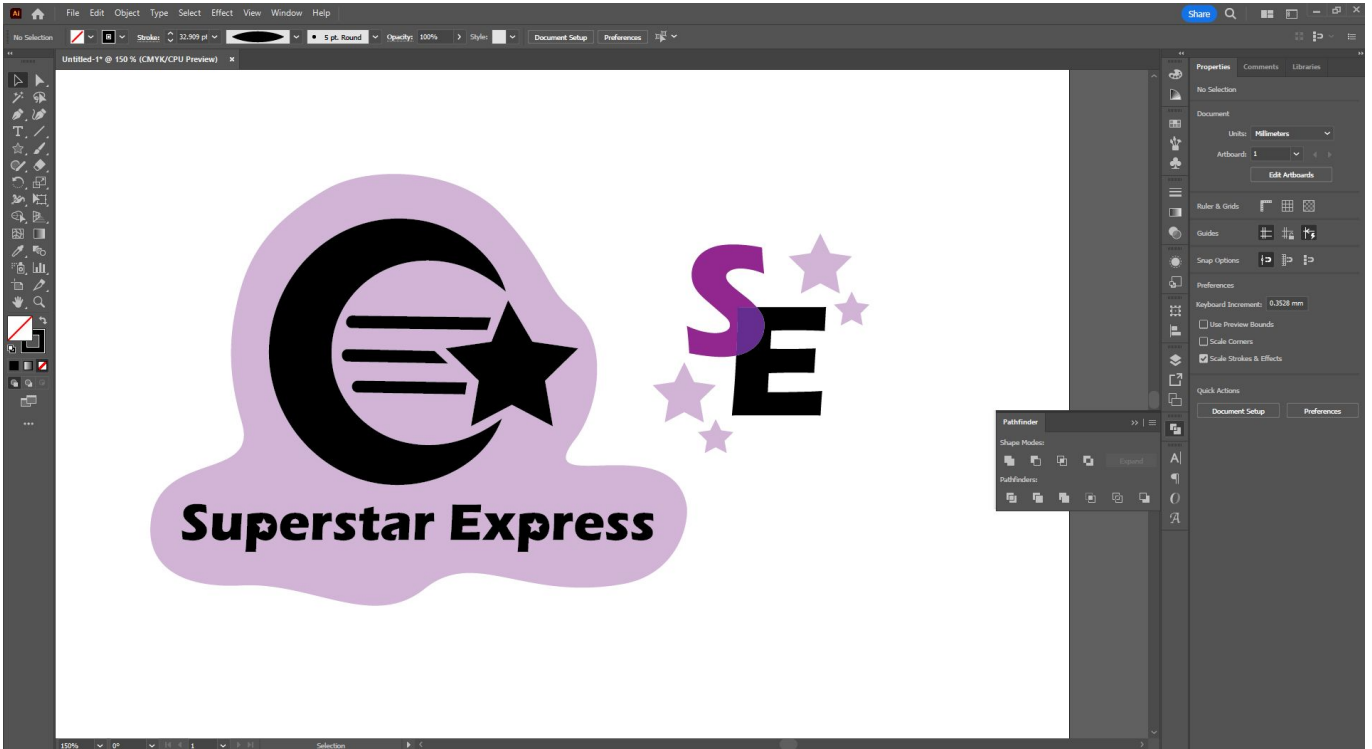 Ai File Edit Object Type Select Effect View Window Help Share
No Selection Stroke: 32.909 pt 5 pt. Round Opacity: 100% Style: Document Setup Preferences
Untitled-1* @ 150 % (CMYK/CPU Preview) ×
Properties Comments Libraries
No Selection
Document
Units: Millimeters
Artboard: 1
Edit Artboards
Ruler & Grids
Guides
Snap Options
Preferences
Keyboard Increment: 0.3528 mm
Use Preview Bounds
Scale Corners
Scale Strokes & Effects
Quick Actions
Document Setup Preferences
SE
Superstar Express
Pathfinder
Shape Modes:
Expand
Pathfinders:
150% 0° 1 Selection